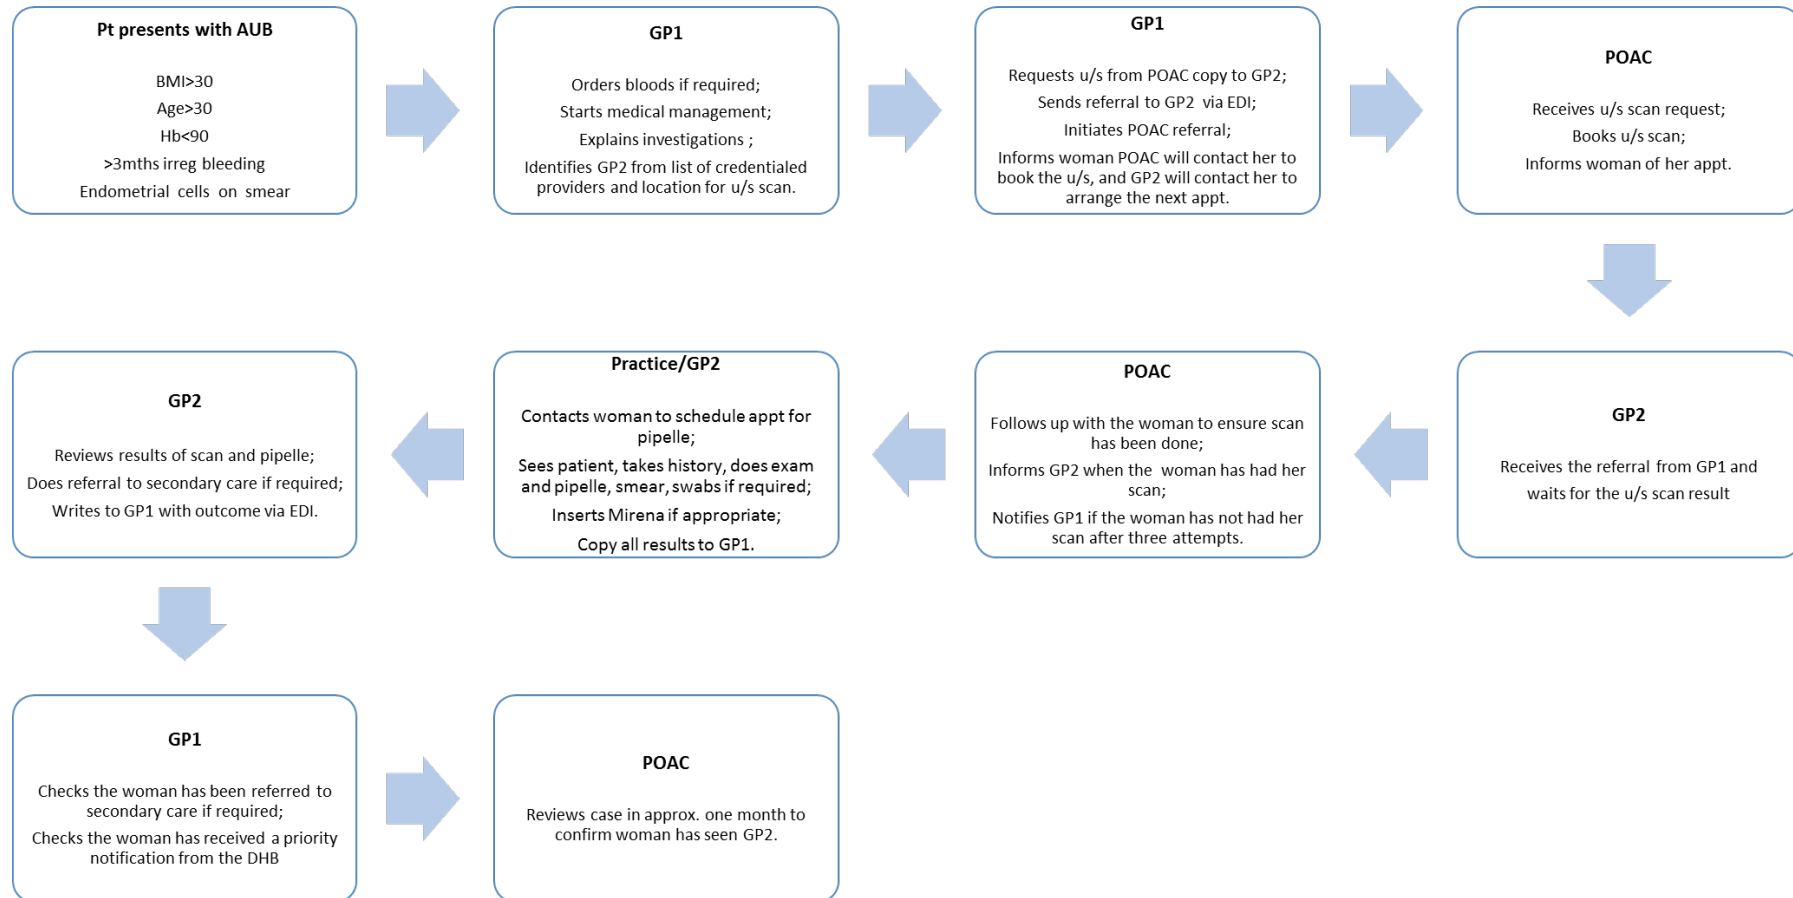 Pt presents with AUB
BMI>30
Age>30
Hb<90
>3mths irreg bleeding
Endometrial cells on smear
GP1
Orders bloods if required;
Starts medical management;
Explains investigations ;
Identifies GP2 from list of credentialed
providers and location for u/s scan.
GP1
Requests u/s from POAC copy to GP2;
Sends referral to GP2 via EDI;
Initiates POAC referral;
Informs woman POAC will contact her to
book the u/s, and GP2 will contact her to
arrange the next appt.
POAC
Receives u/s scan request;
Books u/s scan;
Informs woman of her appt.
GP2
Receives the referral from GP1 and
waits for the u/s scan result
POAC
Follows up with the woman to ensure scan
has been done;
Informs GP2 when the woman has had her
scan;
Notifies GP1 if the woman has not had her
scan after three attempts.
Practice/GP2
Contacts woman to schedule appt for
pipelle;
Sees patient, takes history, does exam
and pipelle, smear, swabs if required;
Inserts Mirena if appropriate;
Copy all results to GP1.
GP2
Reviews results of scan and pipelle;
Does referral to secondary care if required;
Writes to GP1 with outcome via EDI.
GP1
Checks the woman has been referred to
secondary care if required;
Checks the woman has received a priority
notification from the DHB
POAC
Reviews case in approx. one month to
confirm woman has seen GP2.